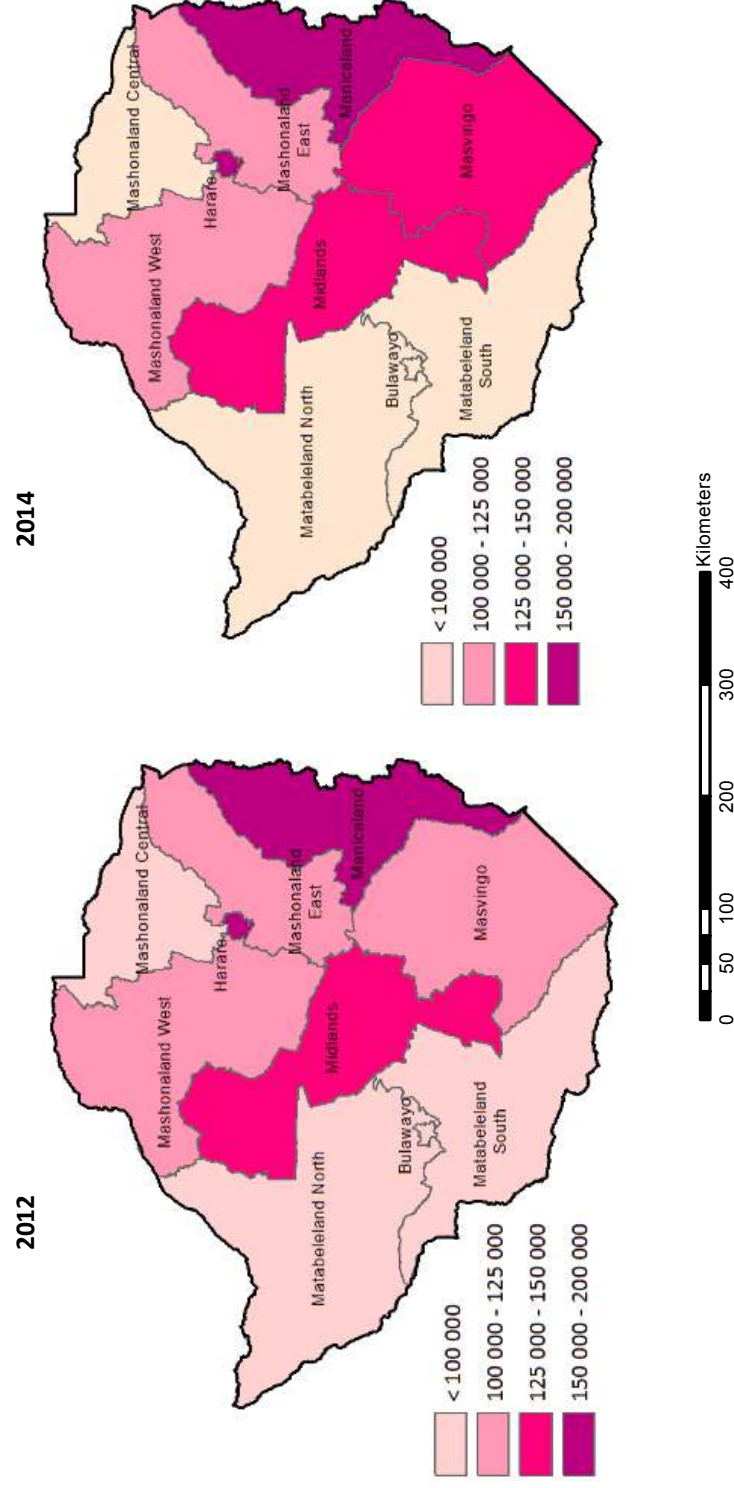 2012
Mashonaland Central
Mashonaland West
Harare
Mashonaland
East
Manicaland
Midlands
Matabeleland North
Bulawayo
Masvingo
Matabeleland
South
< 100 000
100 000 - 125 000
125 000 - 150 000
150 000 - 200 000
2014
Mashonaland Central
Mashonaland West
Harare
Mashonaland
East
Manicaland
Midlands
Matabeleland North
Bulawayo
Masvingo
Matabeleland
South
< 100 000
100 000 - 125 000
125 000 - 150 000
150 000 - 200 000
Kilometers
0 50 100 200 300 400